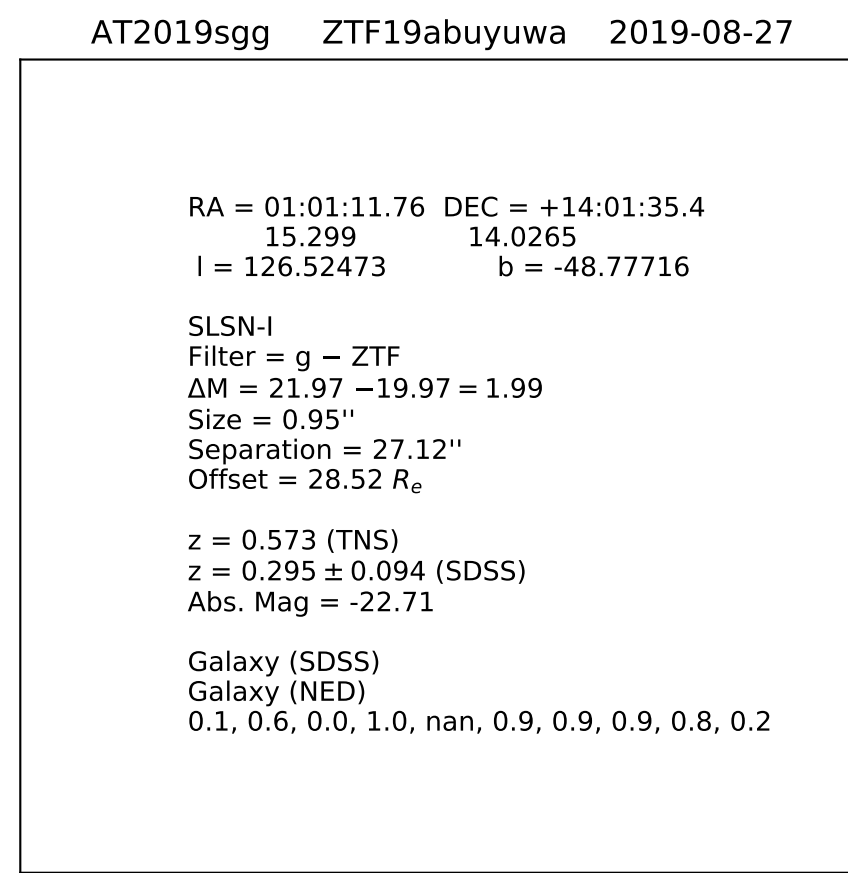 AT2019sgg ZTF19abuyuwa 2019-08-27
RA = 01:01:11.76 DEC = +14:01:35.4
15.299 14.0265
l = 126.52473 b = -48.77716
SLSN-I
Filter = g − ZTF
ΔM = 21.97 −19.97 = 1.99
Size = 0.95''
Separation = 27.12''
Offset = 28.52 Re
z = 0.573 (TNS)
z = 0.295 ± 0.094 (SDSS)
Abs. Mag = -22.71
Galaxy (SDSS)
Galaxy (NED)
0.1, 0.6, 0.0, 1.0, nan, 0.9, 0.9, 0.9, 0.8, 0.2